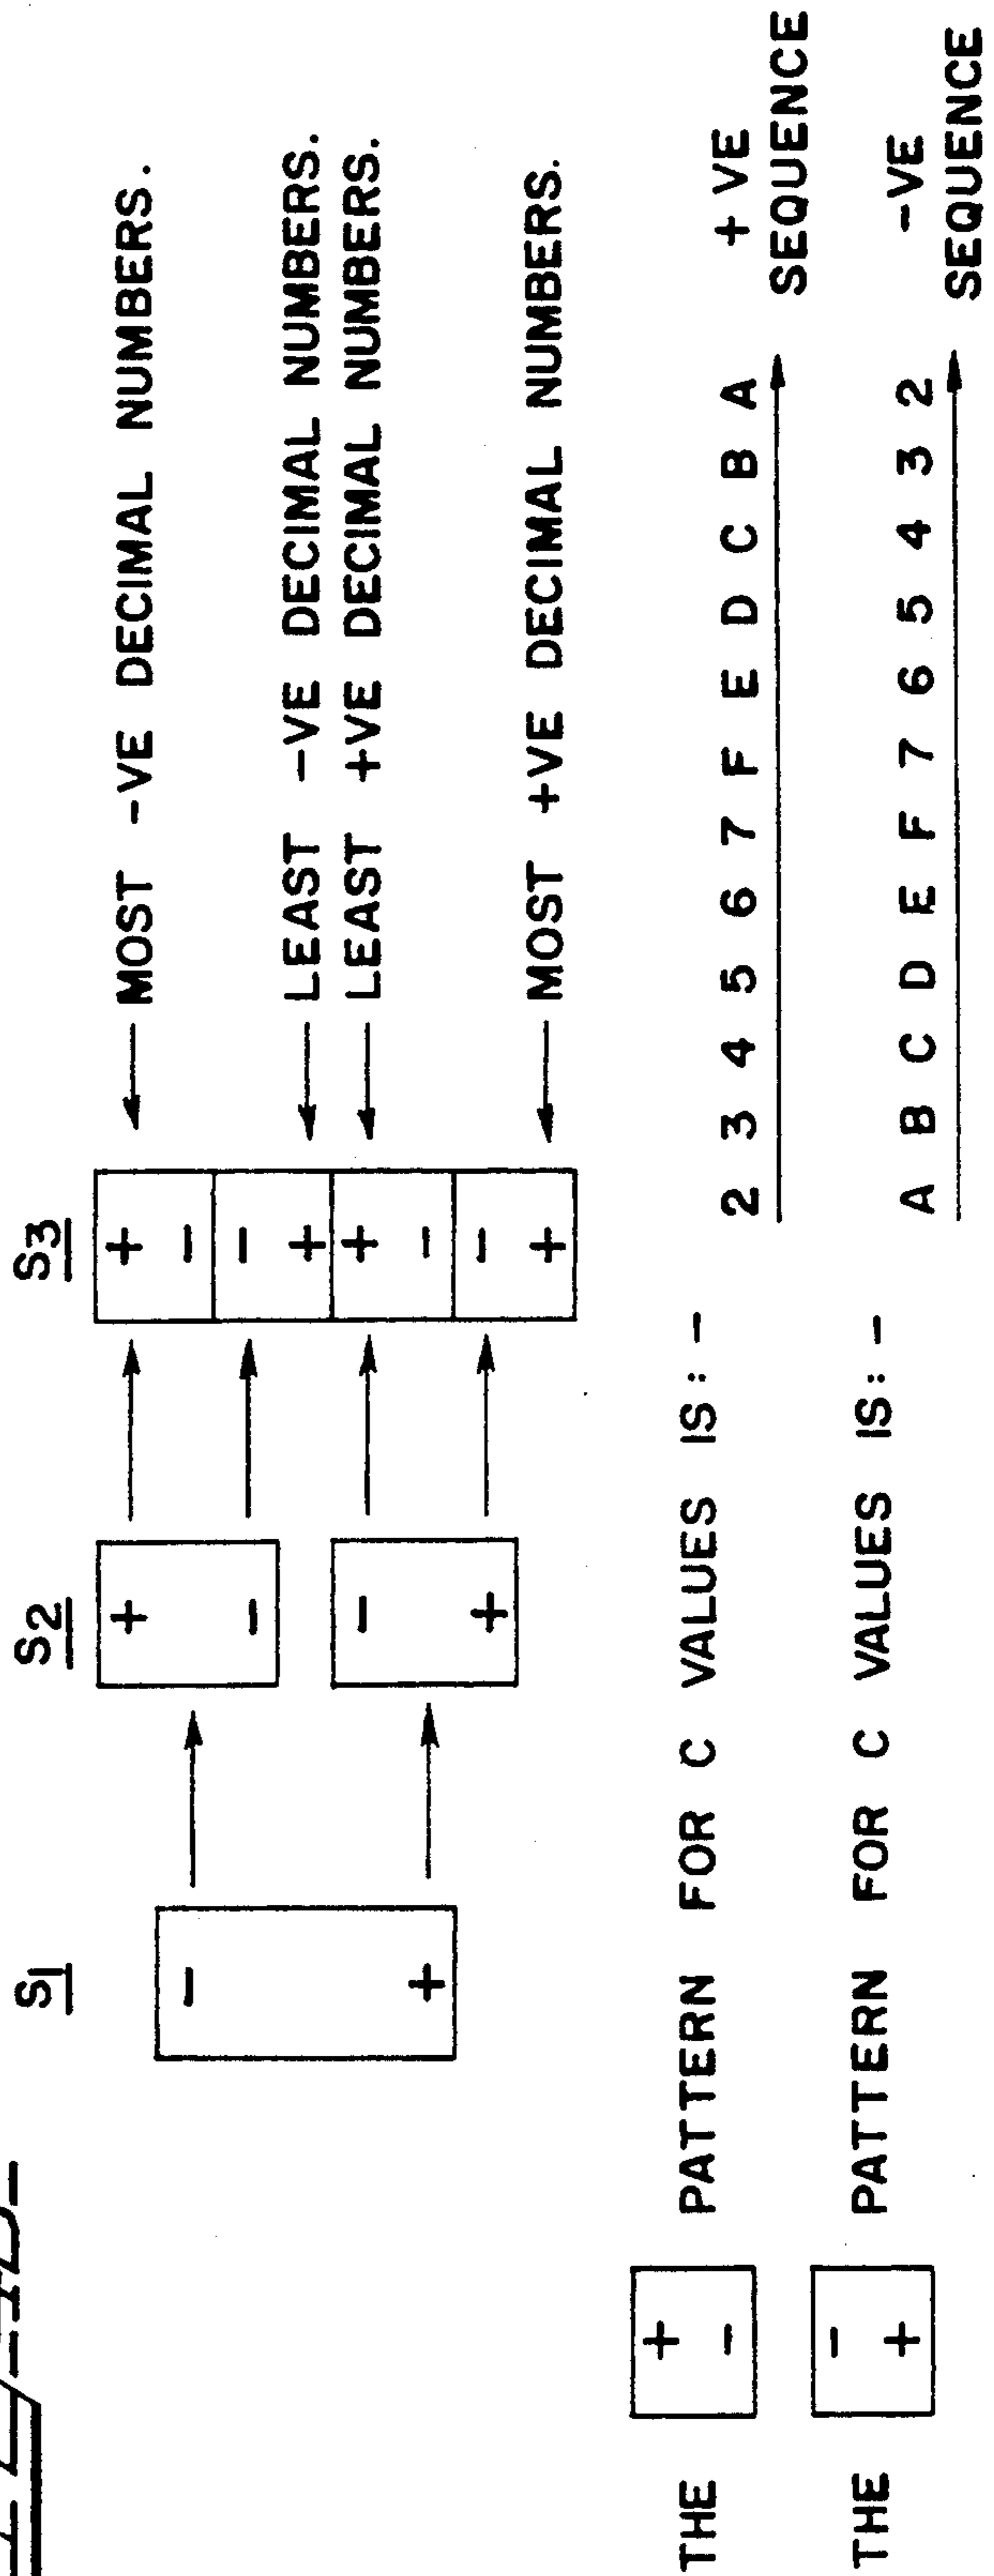 S1 S2 S3
- + + ← MOST -VE DECIMAL NUMBERS.
-
- -
+ ← LEAST -VE DECIMAL NUMBERS.
- + ← LEAST +VE DECIMAL NUMBERS.
-
+ + -
+ ← MOST +VE DECIMAL NUMBERS.
THE + - PATTERN FOR C VALUES IS:- 2 3 4 5 6 7 F E D C B A +VE SEQUENCE
THE - + PATTERN FOR C VALUES IS:- A B C D E F 7 6 5 4 3 2 -VE SEQUENCE